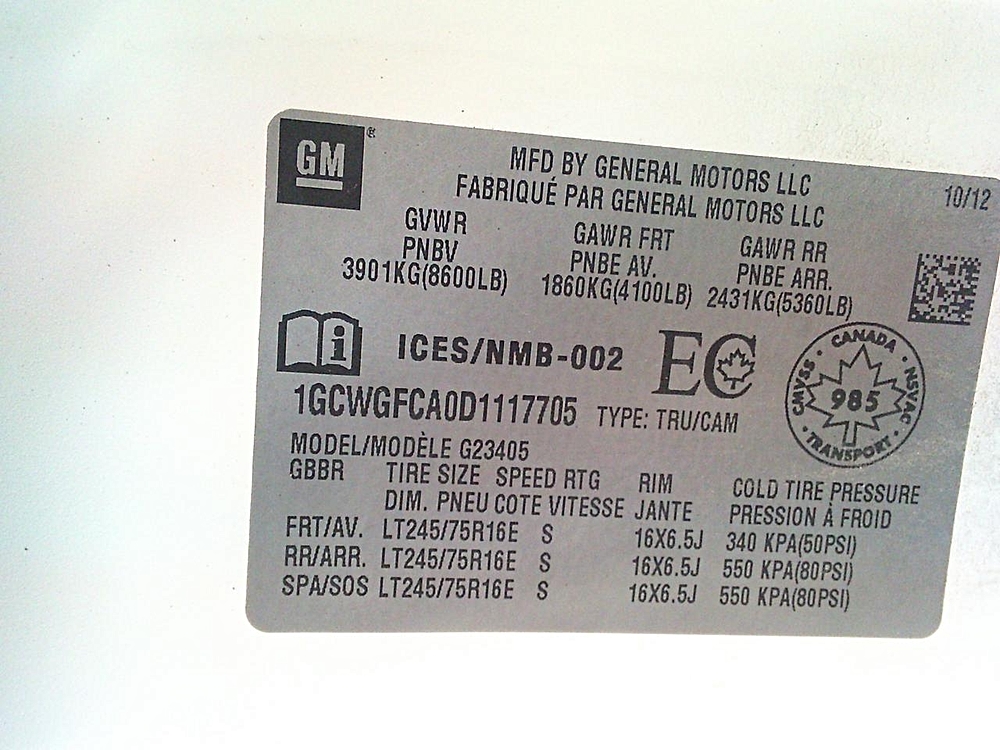 GM ®
MFD BY GENERAL MOTORS LLC
FABRIQUÉ PAR GENERAL MOTORS LLC
10/12
GVWR GAWR FRT GAWR RR
PNBV PNBE AV. PNBE ARR.
3901KG(8600LB) 1860KG(4100LB) 2431KG(5360LB)
i ICES/NMB-002 EC
CANADA
CMVSS 985 NSVAC
TRANSPORT
1GCWGFCA0D1117705 TYPE: TRU/CAM
MODEL/MODÈLE G23405
GBBR TIRE SIZE SPEED RTG RIM COLD TIRE PRESSURE
DIM. PNEU COTE VITESSE JANTE PRESSION À FROID
FRT/AV. LT245/75R16E S 16X6.5J 340 KPA(50PSI)
RR/ARR. LT245/75R16E S 16X6.5J 550 KPA(80PSI)
SPA/SOS LT245/75R16E S 16X6.5J 550 KPA(80PSI)